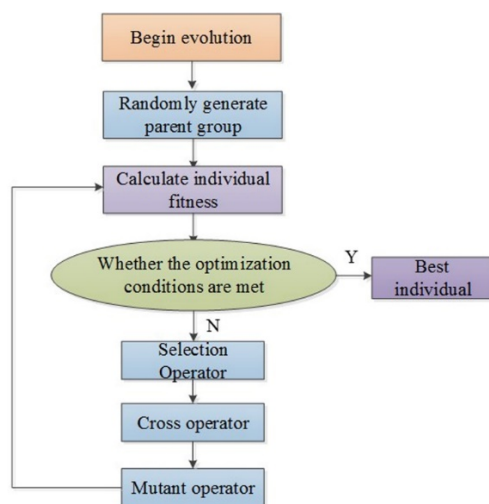 Begin evolution
Randomly generate
parent group
Calculate individual
fitness
Whether the optimization
conditions are met
Y
Best
individual
N
Selection
Operator
Cross operator
Mutant operator